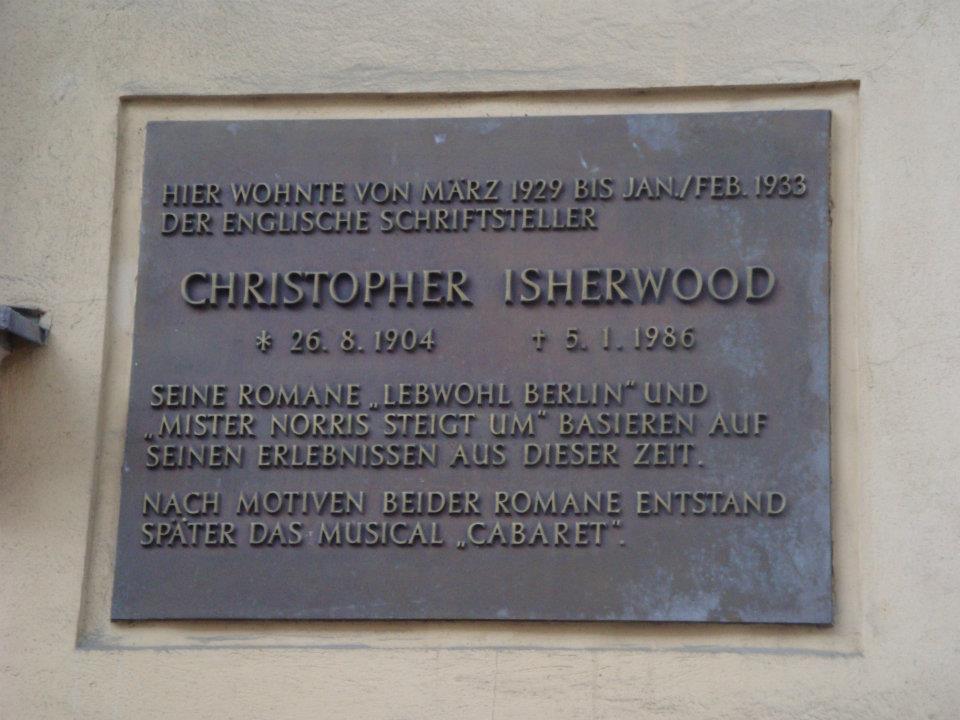 HIER WOHNTE VON MÄRZ 1929 BIS JAN./FEB. 1933
DER ENGLISCHE SCHRIFTSTELLER
CHRISTOPHER ISHERWOOD
* 26. 8. 1904 † 5. 1. 1986
SEINE ROMANE „LEBWOHL BERLIN" UND
„MISTER NORRIS STEIGT UM" BASIEREN AUF
SEINEN ERLEBNISSEN AUS DIESER ZEIT.
NACH MOTIVEN BEIDER ROMANE ENTSTAND
SPÄTER DAS MUSICAL „CABARET".